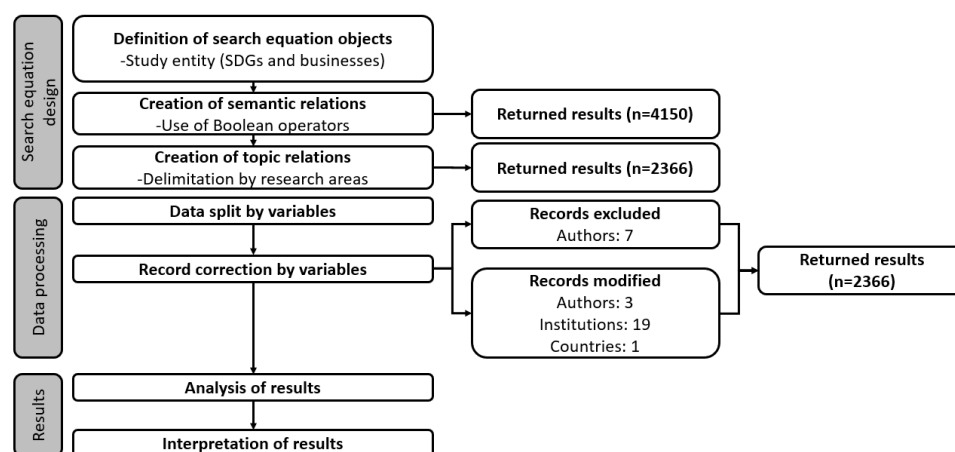 Search equation
design
Definition of search equation objects
-Study entity (SDGs and businesses)
Creation of semantic relations
-Use of Boolean operators
Returned results (n=4150)
Creation of topic relations
-Delimitation by research areas
Returned results (n=2366)
Data processing
Data split by variables
Record correction by variables
Records excluded
Authors: 7
Records modified
Authors: 3
Institutions: 19
Countries: 1
Returned results
(n=2366)
Results
Analysis of results
Interpretation of results